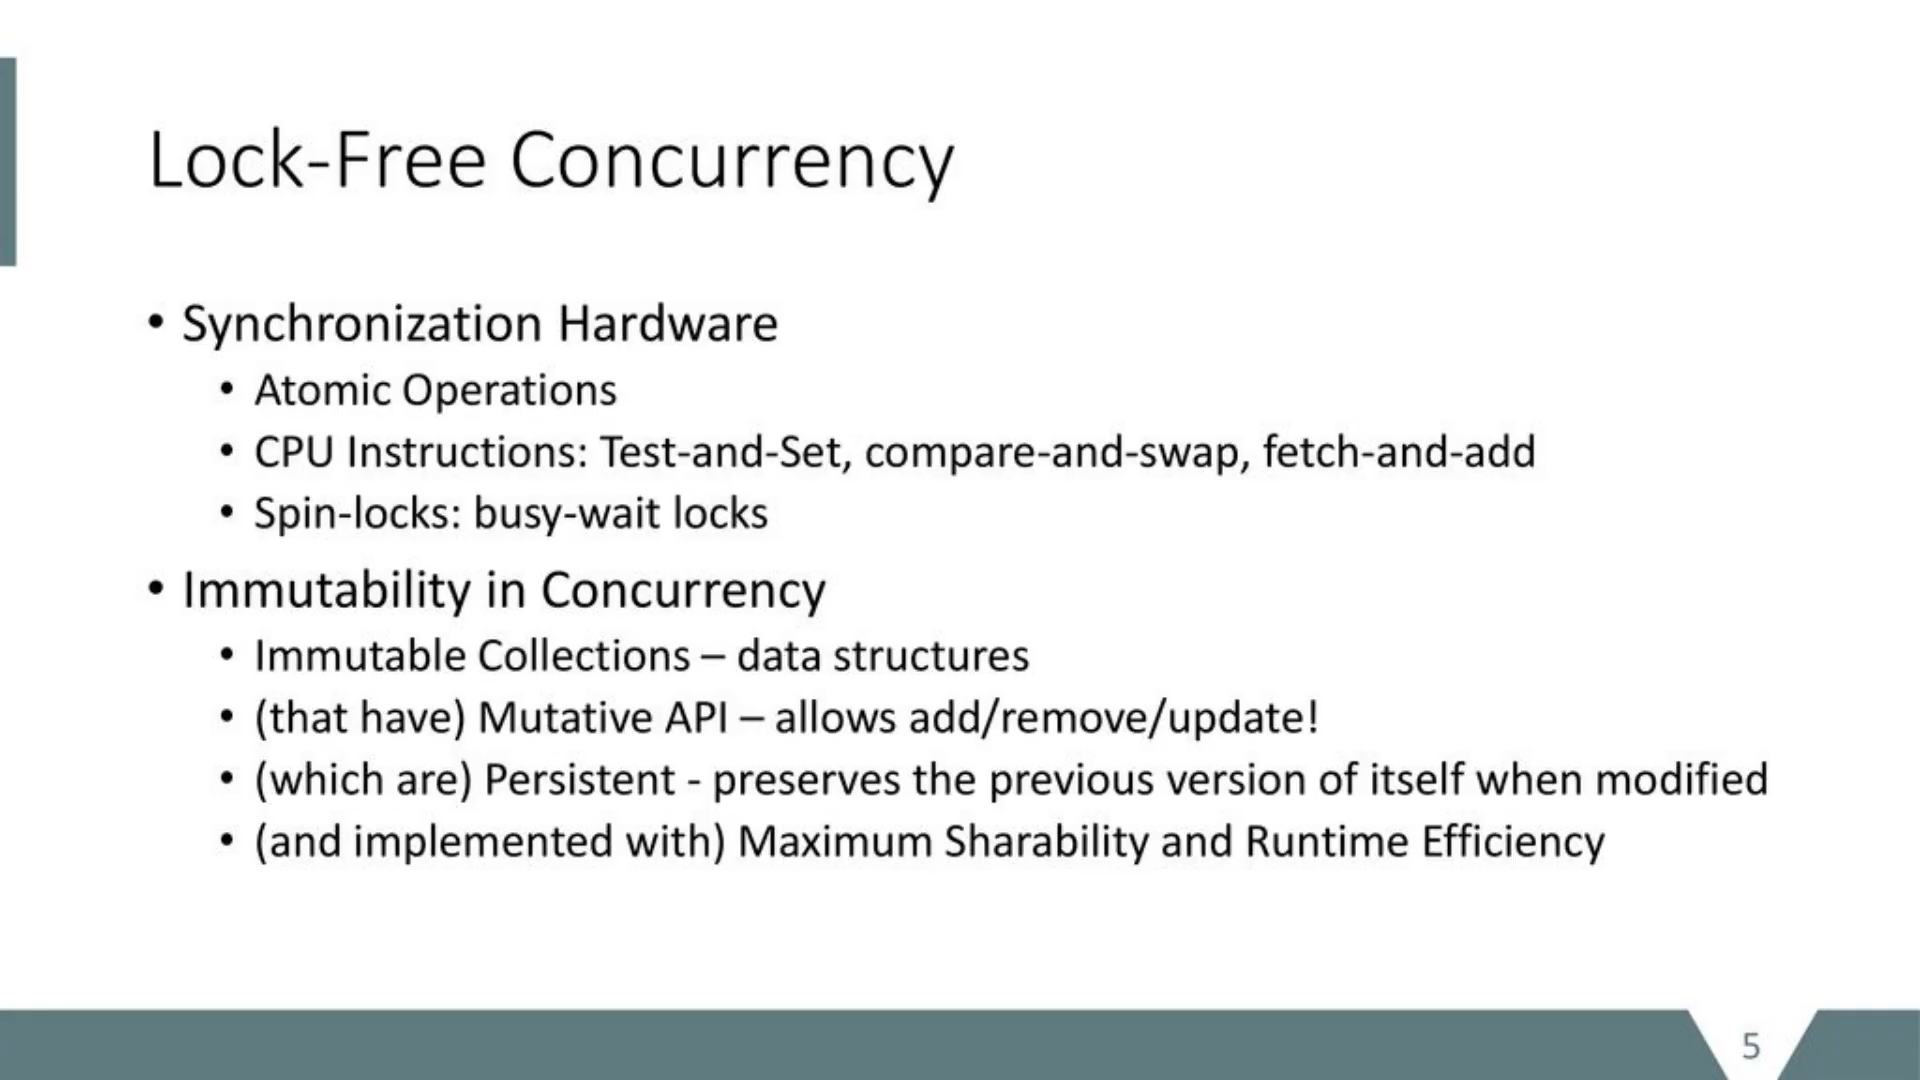 Lock-Free Concurrency
• Synchronization Hardware
• Atomic Operations
• CPU Instructions: Test-and-Set, compare-and-swap, fetch-and-add
• Spin-locks: busy-wait locks
• Immutability in Concurrency
• Immutable Collections – data structures
• (that have) Mutative API – allows add/remove/update!
• (which are) Persistent - preserves the previous version of itself when modified
• (and implemented with) Maximum Sharability and Runtime Efficiency
5